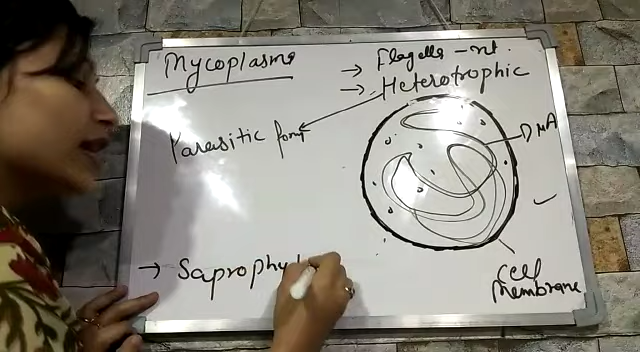 Mycoplasma
→ Flagella - nt.
→ Heterotrophic
Parasitic form
DNA
→ Saprophy
Cell
membrane